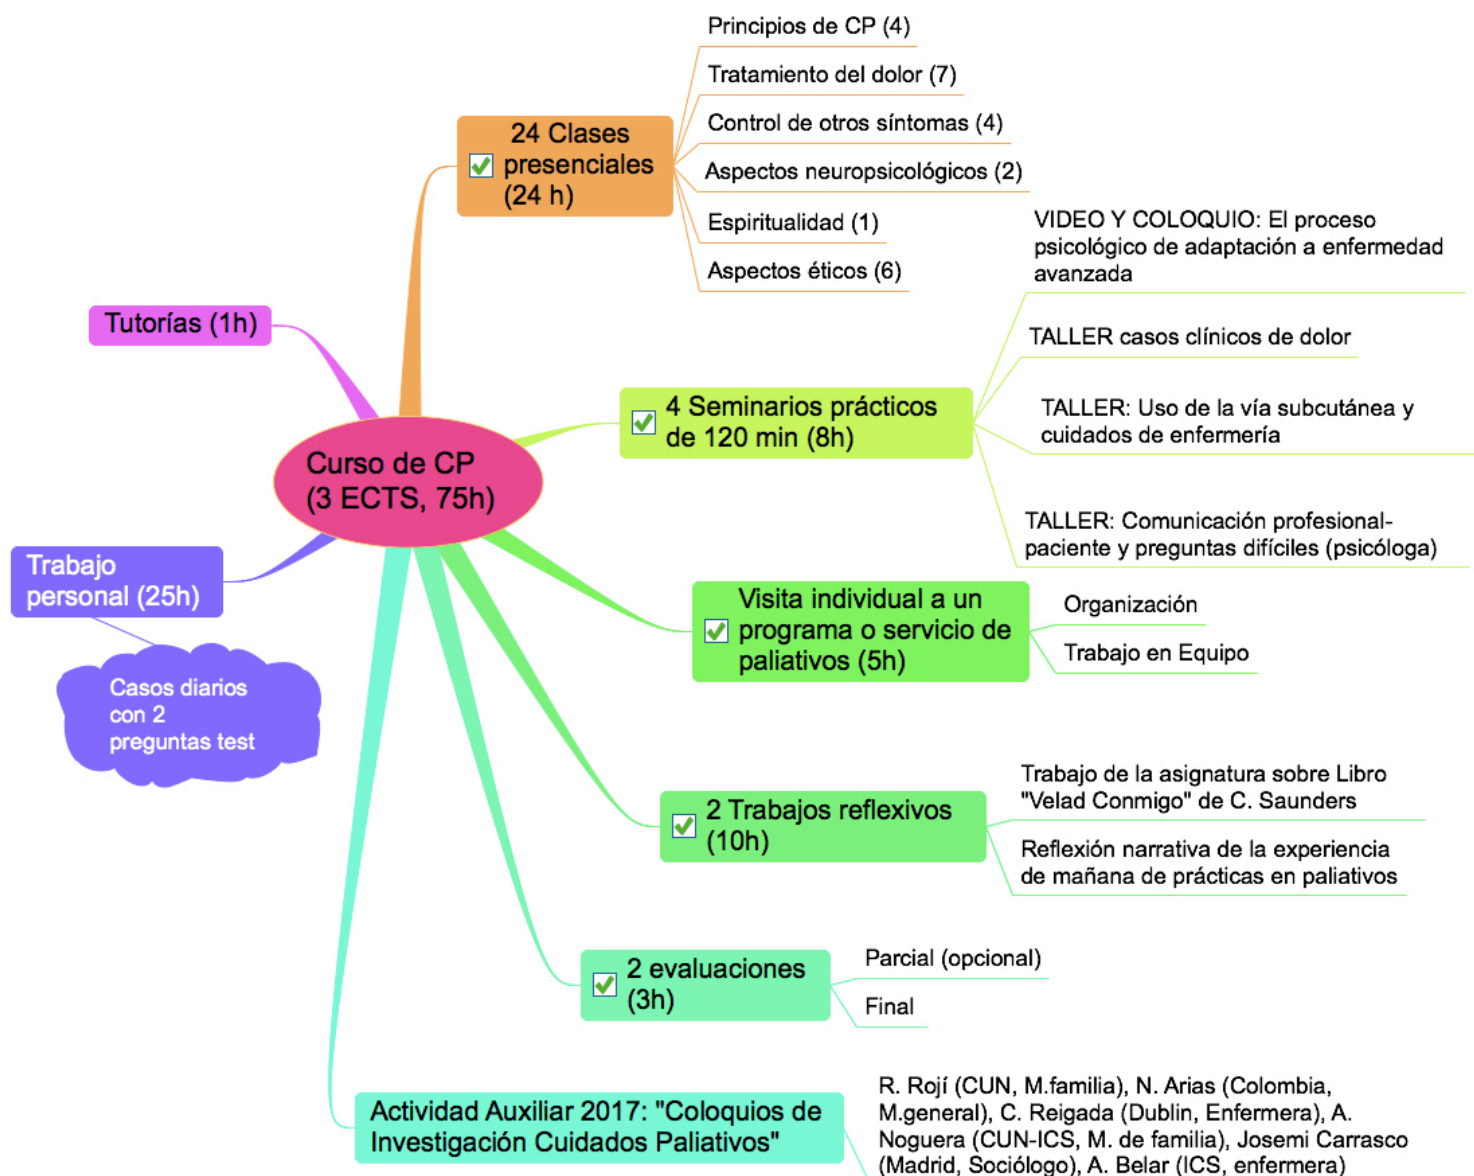 Principios de CP (4)
Tratamiento del dolor (7)
Control de otros síntomas (4)
Aspectos neuropsicológicos (2)
Espiritualidad (1)
Aspectos éticos (6)
24 Clases
presenciales
(24 h)
VIDEO Y COLOQUIO: El proceso
psicológico de adaptación a enfermedad
avanzada
TALLER casos clínicos de dolor
TALLER: Uso de la vía subcutánea y
cuidados de enfermería
TALLER: Comunicación profesional-
paciente y preguntas difíciles (psicóloga)
4 Seminarios prácticos
de 120 min (8h)
Tutorías (1h)
Curso de CP
(3 ECTS, 75h)
Trabajo
personal (25h)
Casos diarios
con 2
preguntas test
Visita individual a un
programa o servicio de
paliativos (5h)
Organización
Trabajo en Equipo
2 Trabajos reflexivos
(10h)
Trabajo de la asignatura sobre Libro
"Velad Conmigo" de C. Saunders
Reflexión narrativa de la experiencia
de mañana de prácticas en paliativos
2 evaluaciones
(3h)
Parcial (opcional)
Final
Actividad Auxiliar 2017: "Coloquios de
Investigación Cuidados Paliativos"
R. Rojí (CUN, M.familia), N. Arias (Colombia,
M.general), C. Reigada (Dublin, Enfermera), A.
Noguera (CUN-ICS, M. de familia), Josemi Carrasco
(Madrid, Sociólogo), A. Belar (ICS, enfermera)